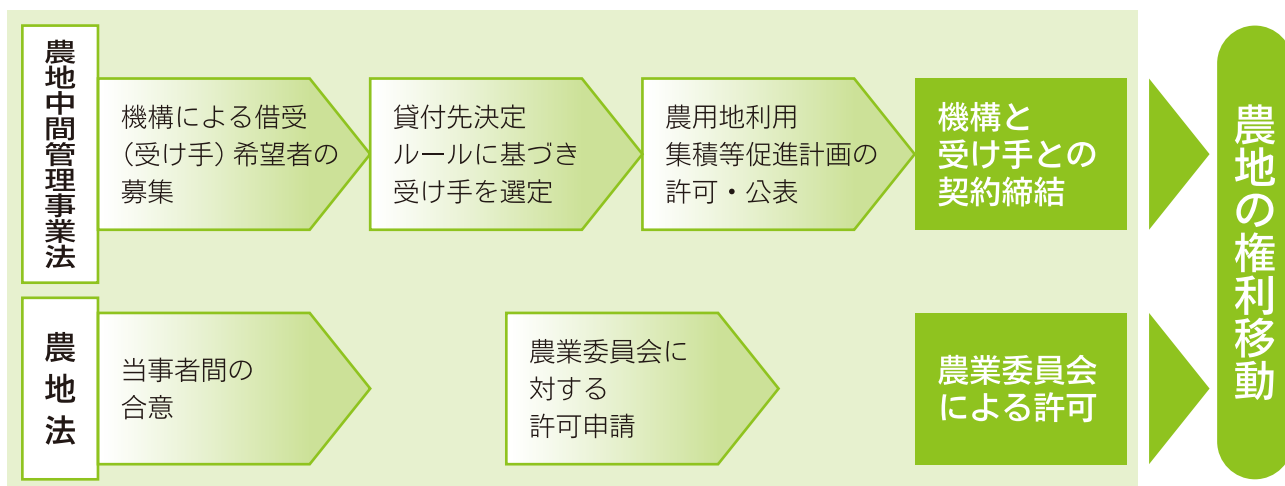 農地中間管理事業法
機構による借受
（受け手）希望者の
募集
貸付先決定
ルールに基づき
受け手を選定
農用地利用
集積等促進計画の
許可・公表
機構と
受け手との
契約締結
農地法
当事者間の
合意
農業委員会に
対する
許可申請
農業委員会
による許可
農地の権利移動